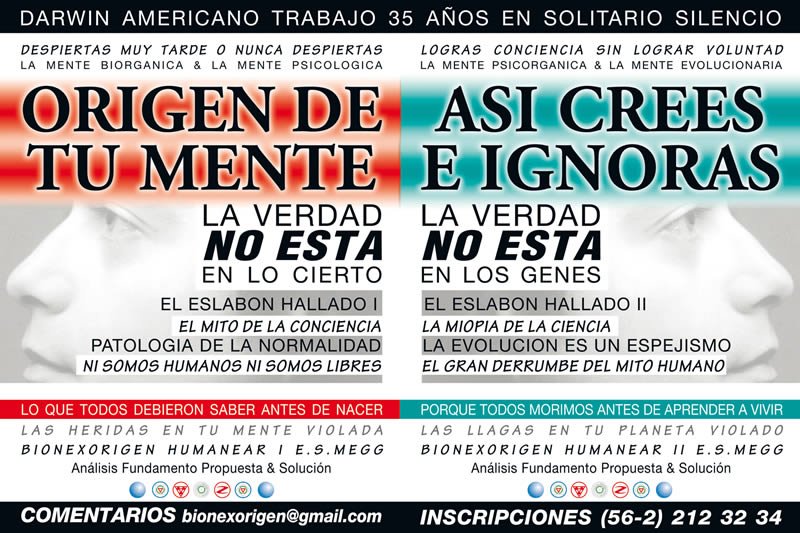 DARWIN AMERICANO TRABAJO 35 AÑOS EN SOLITARIO SILENCIO
DESPIERTAS MUY TARDE O NUNCA DESPIERTAS
LA MENTE BIORGANICA & LA MENTE PSICOLOGICA
ORIGEN DE
TU MENTE
LA VERDAD
NO ESTA
EN LO CIERTO
EL ESLABON HALLADO I
EL MITO DE LA CONCIENCIA
PATOLOGIA DE LA NORMALIDAD
NI SOMOS HUMANOS NI SOMOS LIBRES
LO QUE TODOS DEBIERON SABER ANTES DE NACER
LAS HERIDAS EN TU MENTE VIOLADA
BIONEXORIGEN HUMANEAR I E.S.MEGG
Análisis Fundamento Propuesta & Solución
COMENTARIOS bionexorigen@gmail.com
LOGRAS CONCIENCIA SIN LOGRAR VOLUNTAD
LA MENTE PSICORGANICA & LA MENTE EVOLUCIONARIA
ASI CREES
E IGNORAS
LA VERDAD
NO ESTA
EN LOS GENES
EL ESLABON HALLADO II
LA MIOPIA DE LA CIENCIA
LA EVOLUCION ES UN ESPEJISMO
EL GRAN DERRUMBE DEL MITO HUMANO
PORQUE TODOS MORIMOS ANTES DE APRENDER A VIVIR
LAS LLAGAS EN TU PLANETA VIOLADO
BIONEXORIGEN HUMANEAR II E.S.MEGG
Análisis Fundamento Propuesta & Solución
INSCRIPCIONES (56-2) 212 32 34